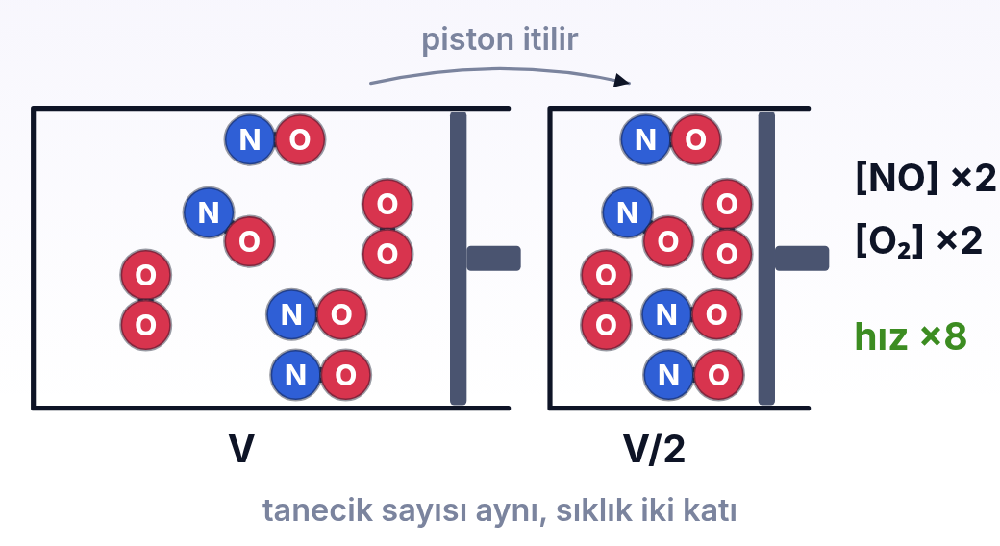 piston itilir
N O N O
N O O N O O
O O
O O
N O N O
N O N O
[NO] ×2
[O₂] ×2
hız ×8
V V/2
tanecik sayısı aynı, sıklık iki katı